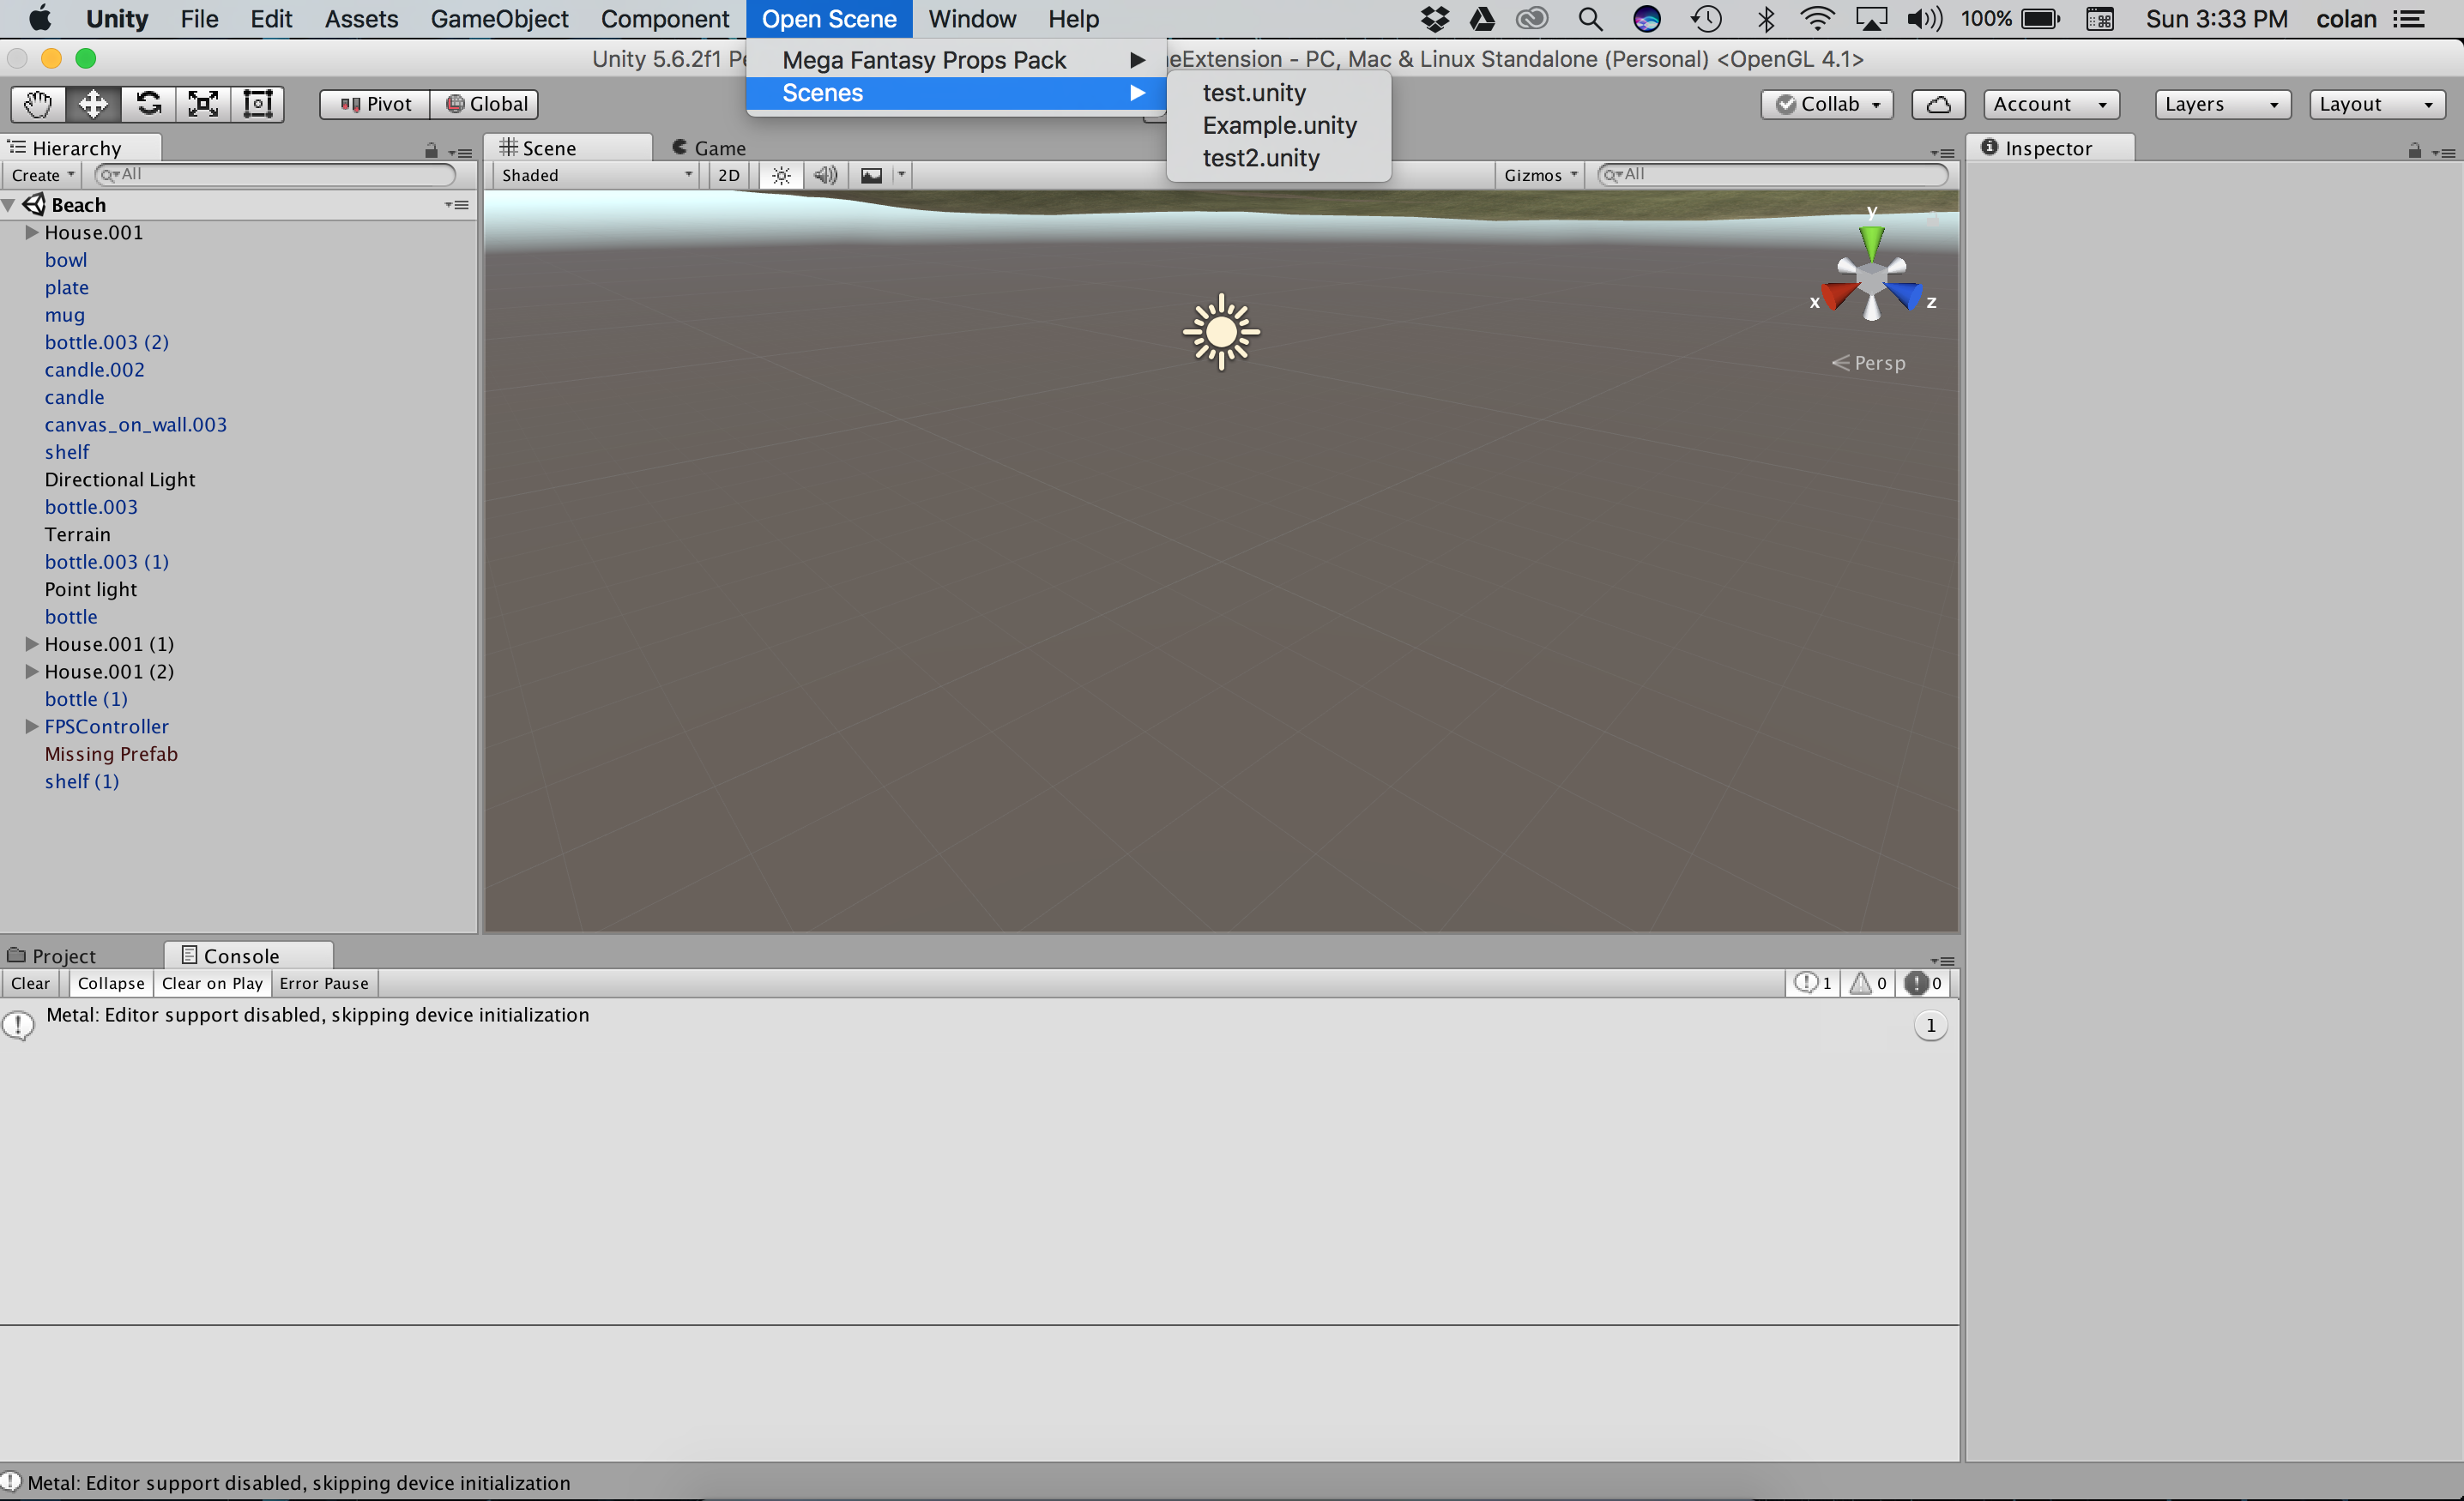 Unity File Edit Assets GameObject Component Open Scene Window Help 100% Sun 3:33 PM colan
Unity 5.6.2f1 Pe eExtension - PC, Mac & Linux Standalone (Personal) <OpenGL 4.1>
Mega Fantasy Props Pack
Scenes
test.unity
Example.unity
test2.unity
Pivot Global Collab Account Layers Layout
Hierarchy
Create All
Beach
House.001
bowl
plate
mug
bottle.003 (2)
candle.002
candle
canvas_on_wall.003
shelf
Directional Light
bottle.003
Terrain
bottle.003 (1)
Point light
bottle
House.001 (1)
House.001 (2)
bottle (1)
FPSController
Missing Prefab
shelf (1)
Scene Game
Shaded 2D Gizmos All
y
x z
Persp
Inspector
Project Console
Clear Collapse Clear on Play Error Pause 1 0 0
Metal: Editor support disabled, skipping device initialization 1
Metal: Editor support disabled, skipping device initialization